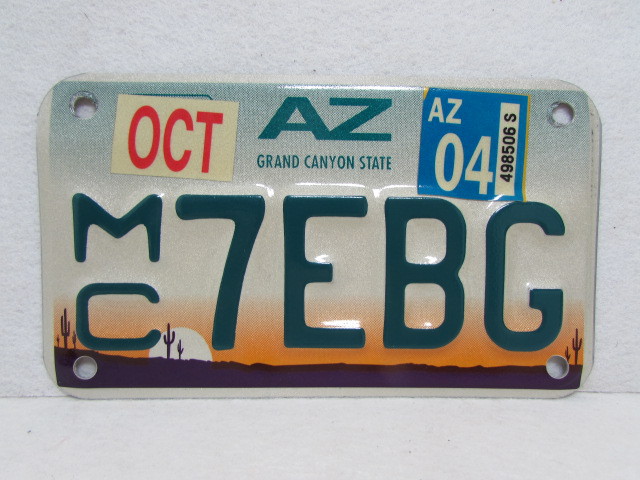 OCT
AZ
GRAND CANYON STATE
AZ
04
498506 S
MC 7EBG